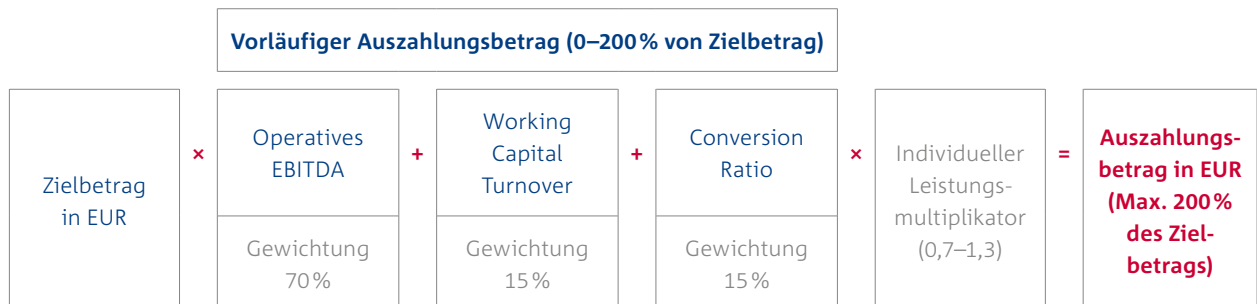 Vorläufiger Auszahlungsbetrag (0–200 % von Zielbetrag)
Zielbetrag
in EUR
×
Operatives
EBITDA
Gewichtung
70 %
+
Working
Capital
Turnover
Gewichtung
15 %
+
Conversion
Ratio
Gewichtung
15 %
×
Individueller
Leistungs-
multiplikator
(0,7–1,3)
=
Auszahlungs-
betrag in EUR
(Max. 200 %
des Ziel-
betrags)